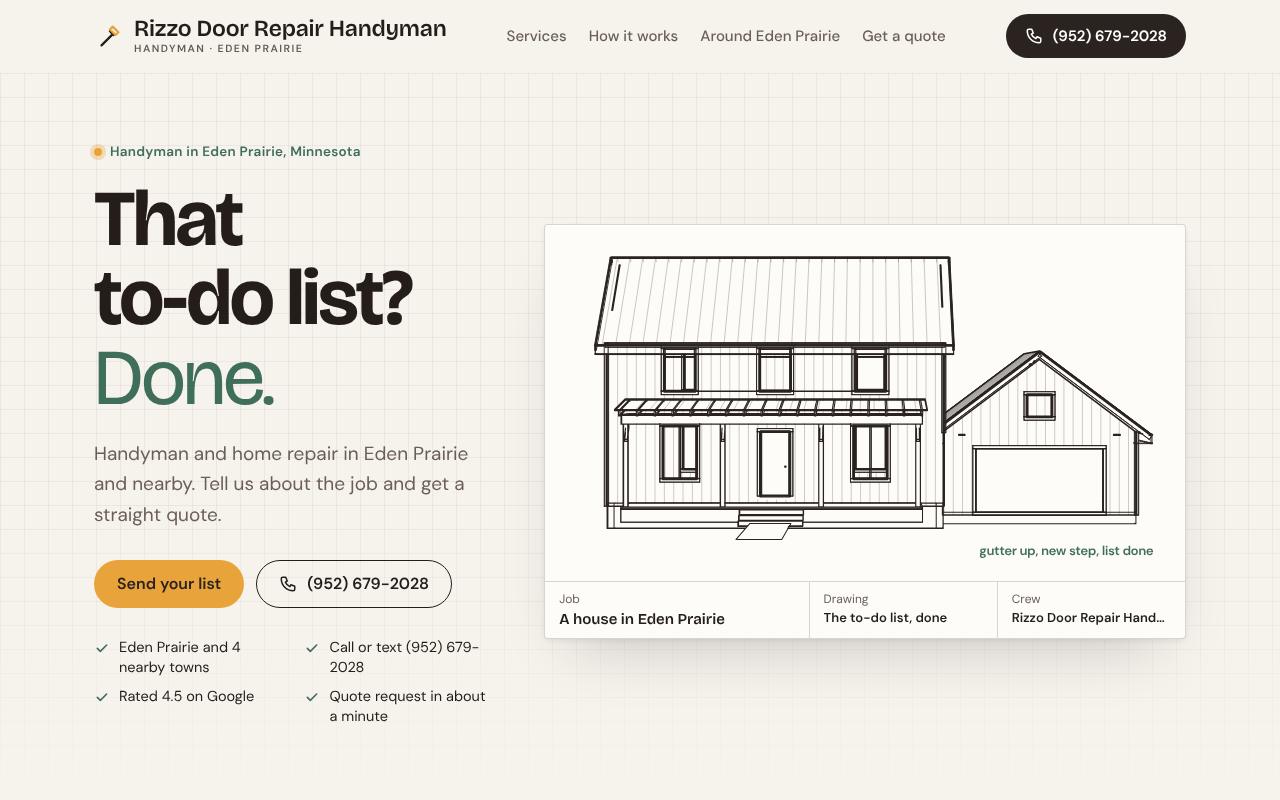 Rizzo Door Repair Handyman
HANDYMAN · EDEN PRAIRIE
Services
How it works
Around Eden Prairie
Get a quote
(952) 679-2028
Handyman in Eden Prairie, Minnesota
That
to-do list?
Done.
Handyman and home repair in Eden Prairie
and nearby. Tell us about the job and get a
straight quote.
Send your list
(952) 679-2028
Eden Prairie and 4
nearby towns
Call or text (952) 679-
2028
Rated 4.5 on Google
Quote request in about
a minute
gutter up, new step, list done
Job
A house in Eden Prairie
Drawing
The to-do list, done
Crew
Rizzo Door Repair Hand…